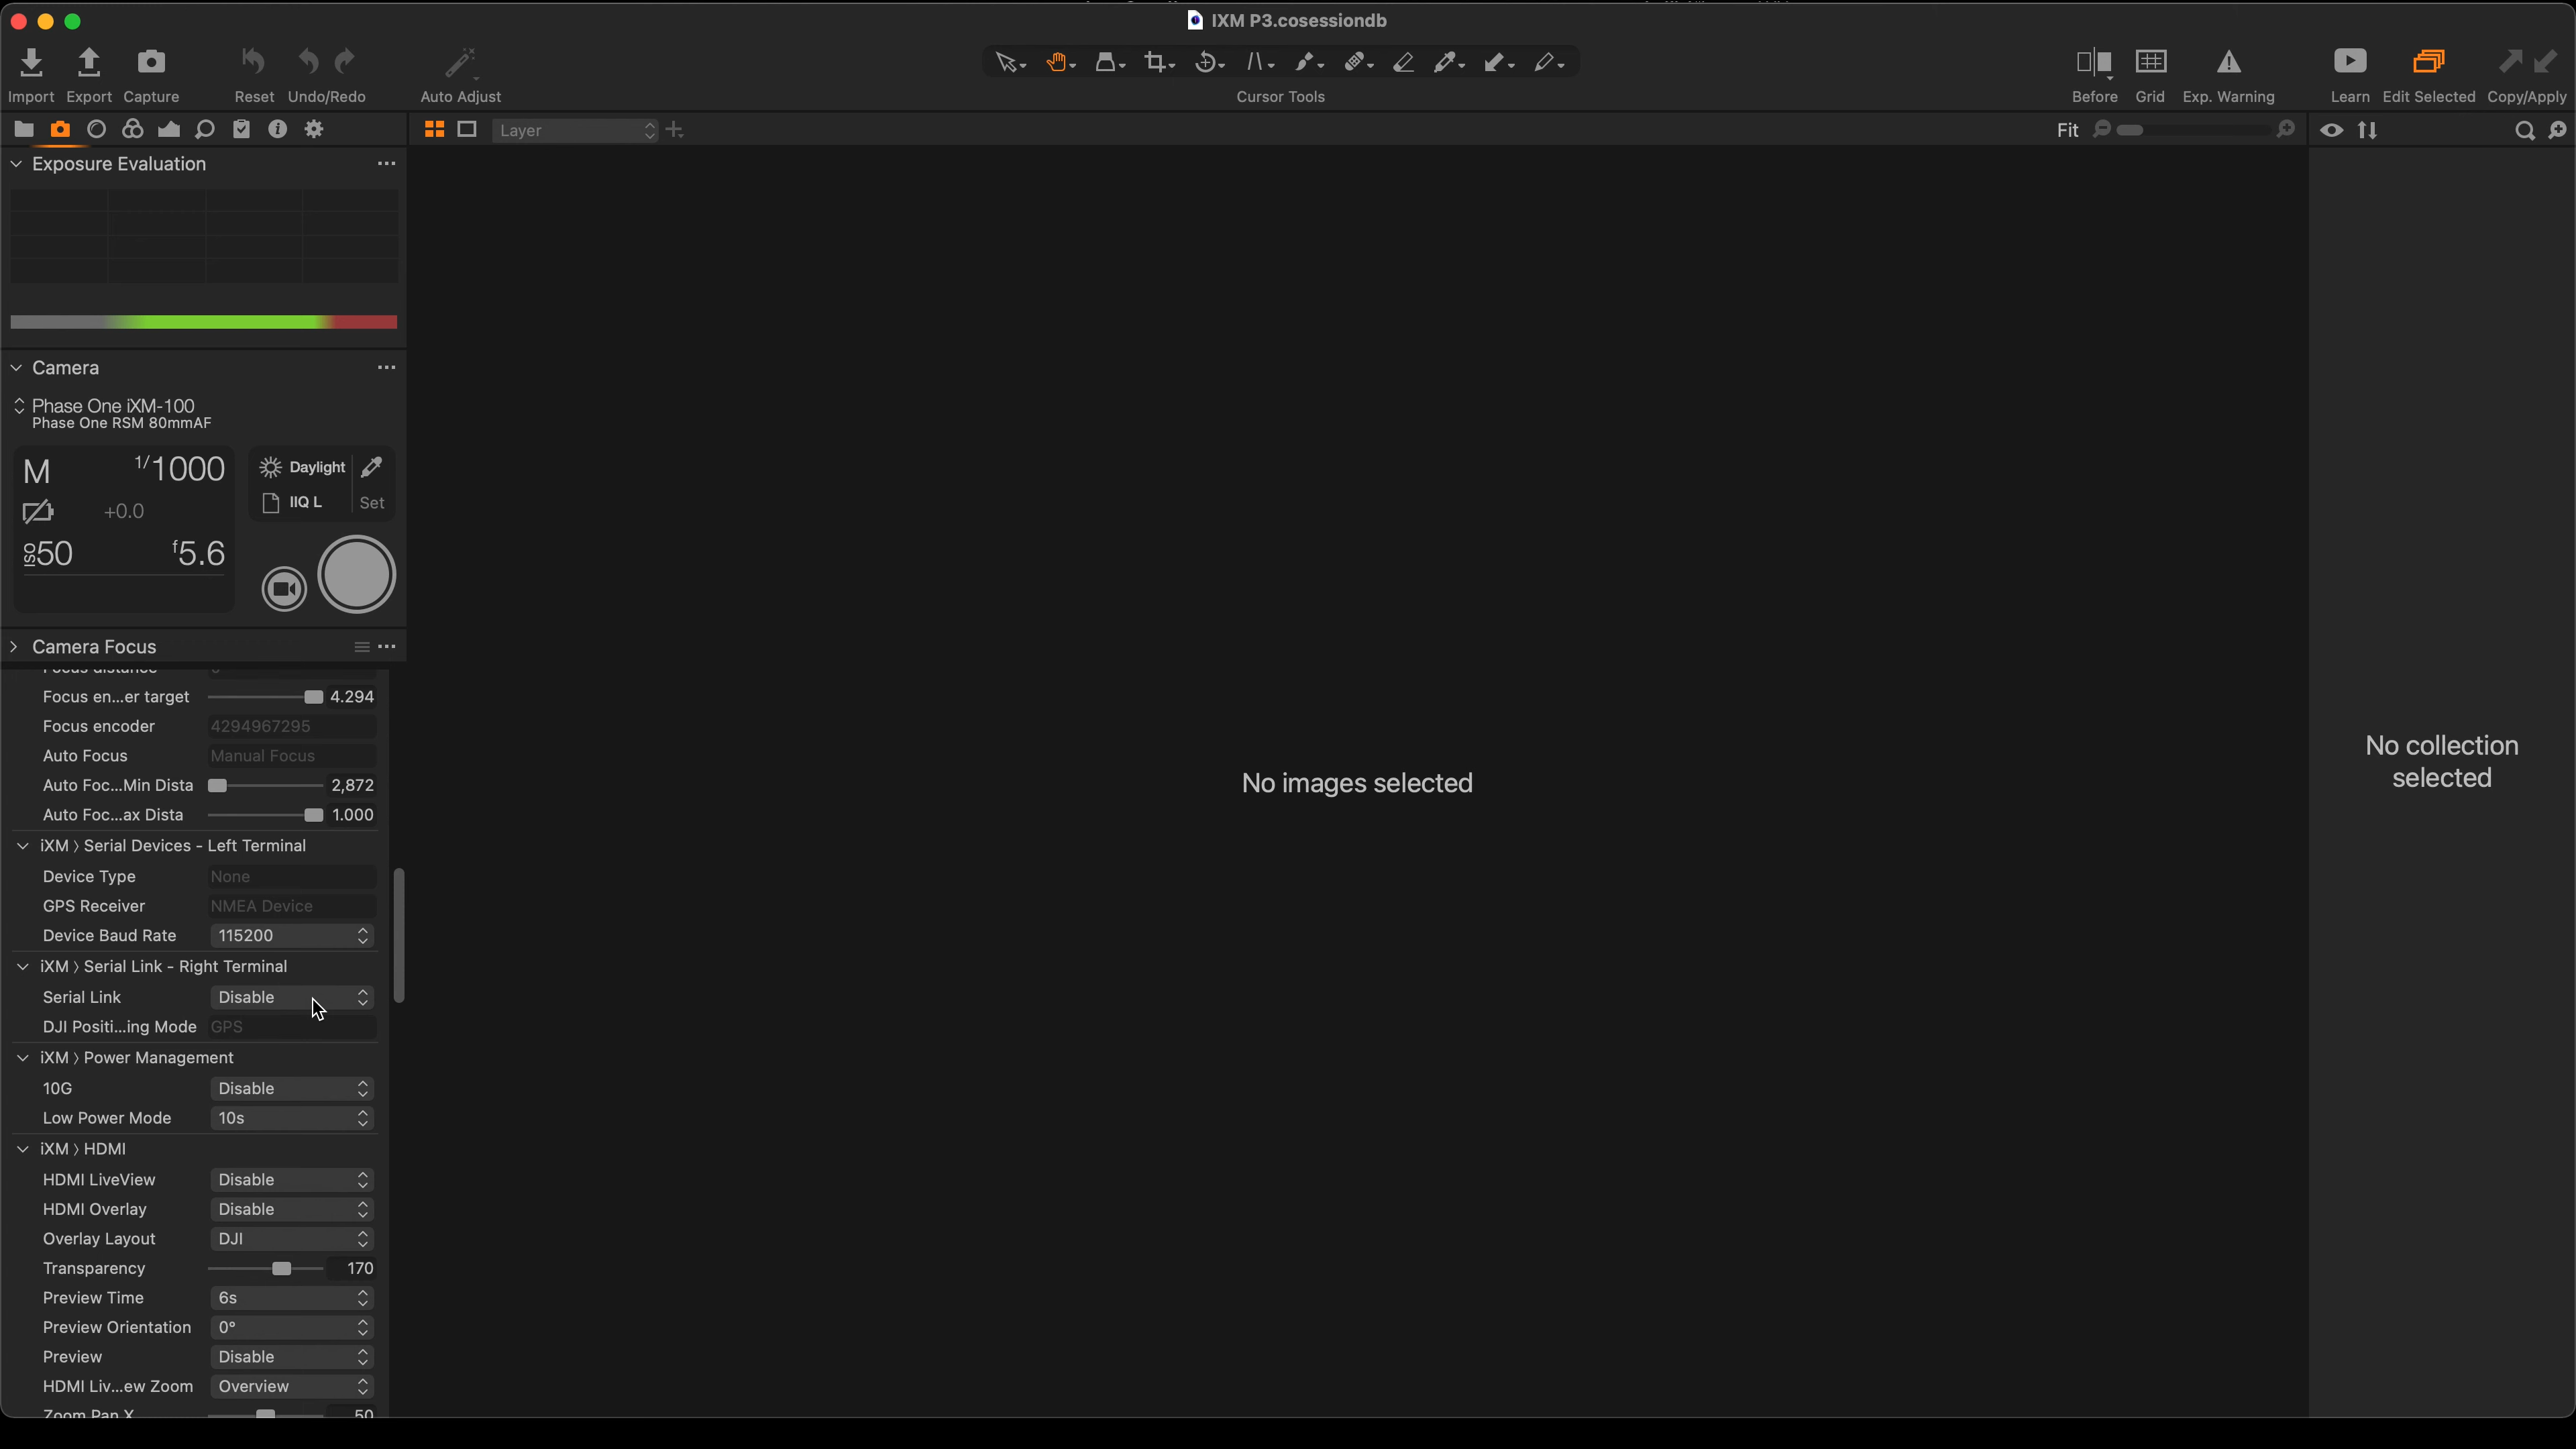 IXM P3.cosessiondb
Import Export Capture Reset Undo/Redo Auto Adjust Cursor Tools Before Grid Exp. Warning Learn Edit Selected Copy/Apply
Layer Fit
Exposure Evaluation
Camera
Phase One iXM-100
Phase One RSM 80mmAF
M 1/1000 Daylight
+0.0 IIQ L Set
ISO 50 f5.6
Camera Focus
Focus distance
Focus en...er target 4.294
Focus encoder 4294967295
Auto Focus Manual Focus
Auto Foc...Min Dista 2,872
Auto Foc...ax Dista 1.000
iXM 〉Serial Devices - Left Terminal
Device Type None
GPS Receiver NMEA Device
Device Baud Rate 115200
iXM 〉Serial Link - Right Terminal
Serial Link Disable
DJI Positi...ing Mode GPS
iXM 〉Power Management
10G Disable
Low Power Mode 10s
iXM 〉HDMI
HDMI LiveView Disable
HDMI Overlay Disable
Overlay Layout DJI
Transparency 170
Preview Time 6s
Preview Orientation 0°
Preview Disable
HDMI Liv...ew Zoom Overview
Zoom Pan X 50
No images selected
No collection
selected